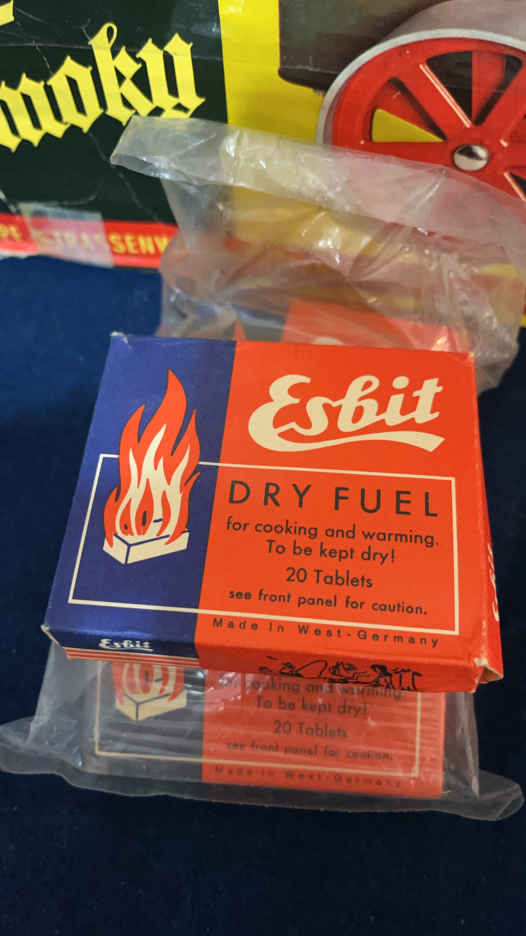 moky
STRASSENW
Esbit
DRY FUEL
for cooking and warming.
To be kept dry!
20 Tablets
see front panel for caution.
Made in West-Germany
Esbit
for cooking and warming.
To be kept dry!
20 Tablets
see front panel for caution.
Made in West-Germany